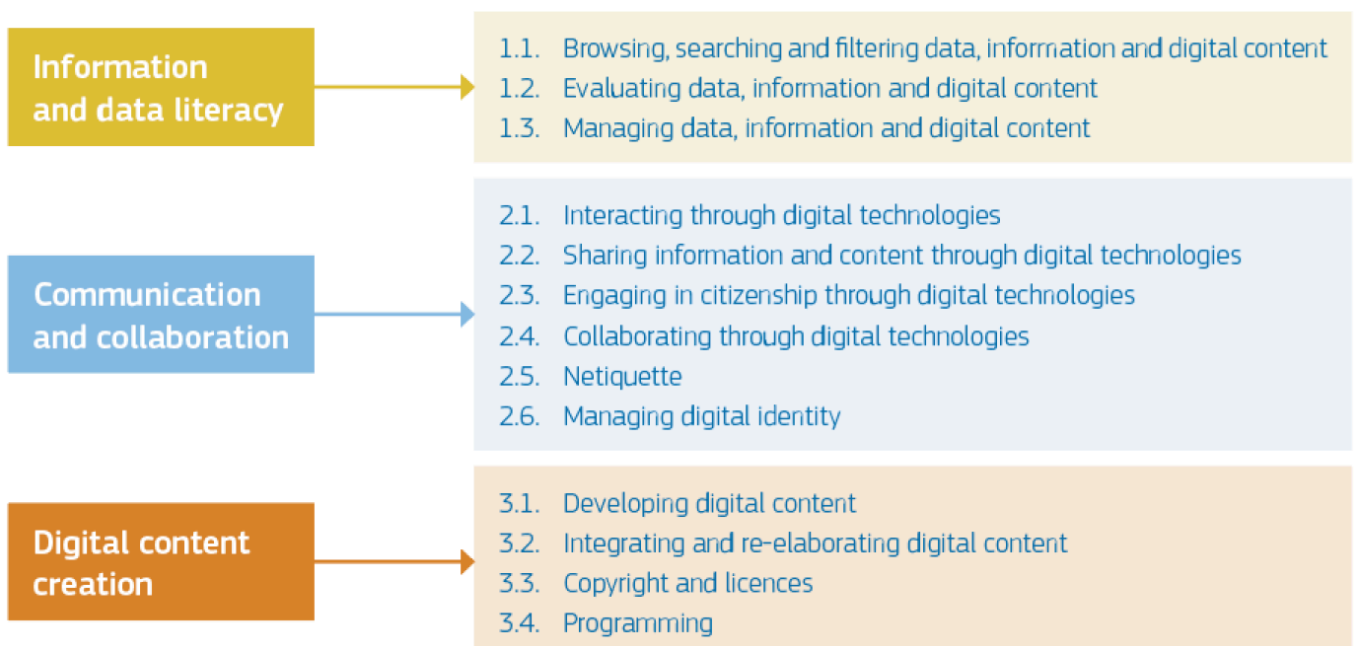 Information
and data literacy
1.1. Browsing, searching and filtering data, information and digital content
1.2. Evaluating data, information and digital content
1.3. Managing data, information and digital content
Communication
and collaboration
2.1. Interacting through digital technologies
2.2. Sharing information and content through digital technologies
2.3. Engaging in citizenship through digital technologies
2.4. Collaborating through digital technologies
2.5. Netiquette
2.6. Managing digital identity
Digital content
creation
3.1. Developing digital content
3.2. Integrating and re-elaborating digital content
3.3. Copyright and licences
3.4. Programming